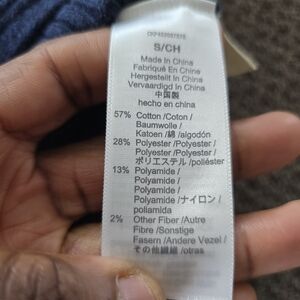 S/CH
Made In China
Fabriqué En Chine
Hergestellt In China
Vervaardigd In China
中国製
hecho en china
57% Cotton /Coton /
Baumwolle /
Katoen /綿 /algodón
28% Polyester /Polyester /
Polyester /Polyester /
ポリエステル /poliéster
13% Polyamide /
Polyamide /
Polyamid /
Polyamide /ナイロン /
poliamida
2% Other Fiber /Autre
Fibre /Sonstige
Fasern /Andere Vezel /
その他繊維 /otras